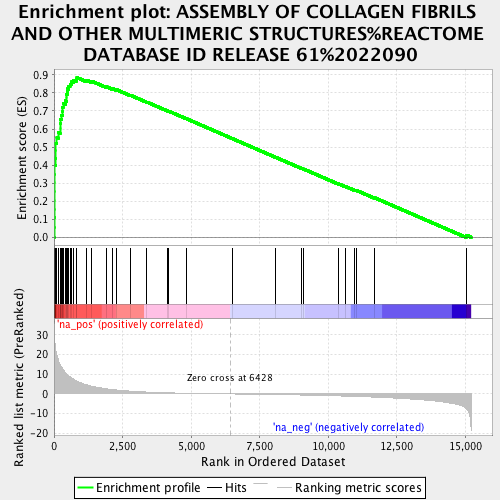 Enrichment plot: ASSEMBLY OF COLLAGEN FIBRILS
AND OTHER MULTIMERIC STRUCTURES%REACTOME
DATABASE ID RELEASE 61%2022090
Enrichment score (ES)
0.9
0.8
0.7
0.6
0.5
0.4
0.3
0.2
0.1
0.0
'na_pos' (positively correlated)
Ranked list metric (PreRanked)
30
20
10
0
-10
-20
Zero cross at 6428
'na_neg' (negatively correlated)
0
2,500
5,000
7,500
10,000
12,500
15,000
Rank in Ordered Dataset
Enrichment profile
Hits
Ranking metric scores